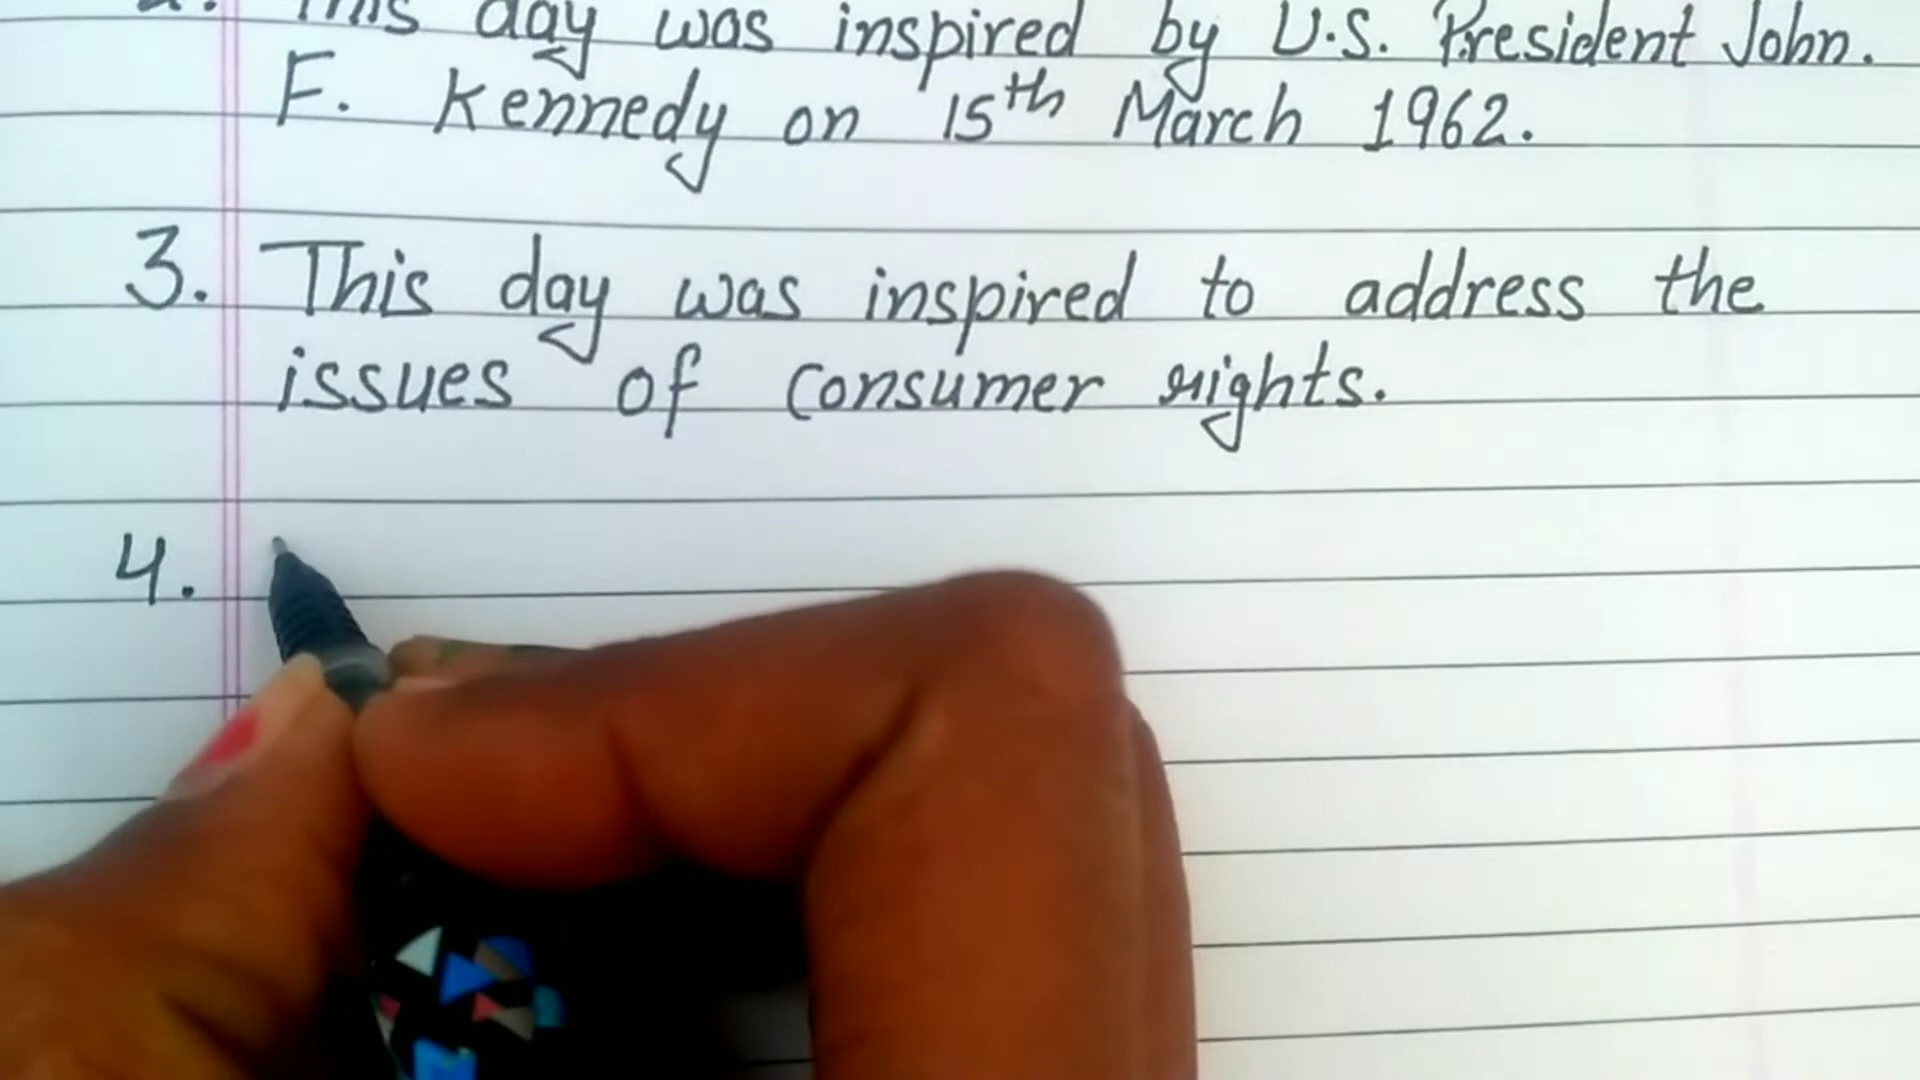 This day was inspired by U.S. President John.
F. Kennedy on 15th March 1962.
3. This day was inspired to address the
issues of Consumer rights.
4.